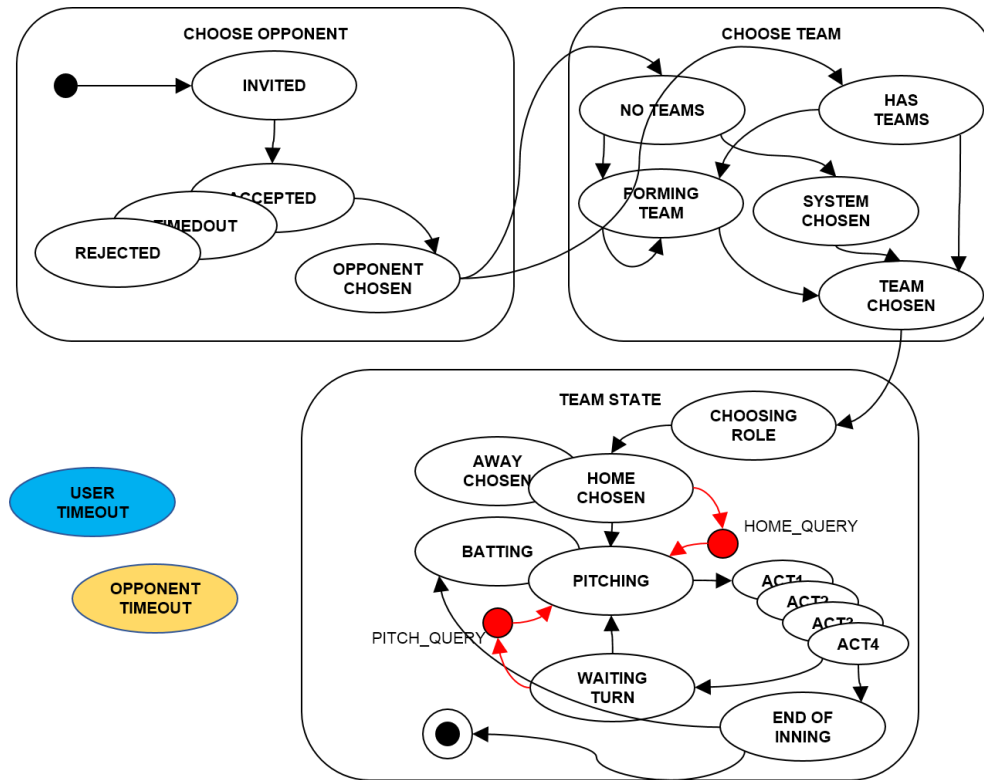 CHOOSE OPPONENT
INVITED
ACCEPTED
TIMEDOUT
REJECTED
OPPONENT
CHOSEN
CHOOSE TEAM
NO TEAMS
HAS
TEAMS
FORMING
TEAM
SYSTEM
CHOSEN
TEAM
CHOSEN
TEAM STATE
CHOOSING
ROLE
AWAY
CHOSEN
HOME
CHOSEN
HOME_QUERY
BATTING
PITCHING
ACT1
ACT2
ACT3
ACT4
PITCH_QUERY
WAITING
TURN
END OF
INNING
USER
TIMEOUT
OPPONENT
TIMEOUT